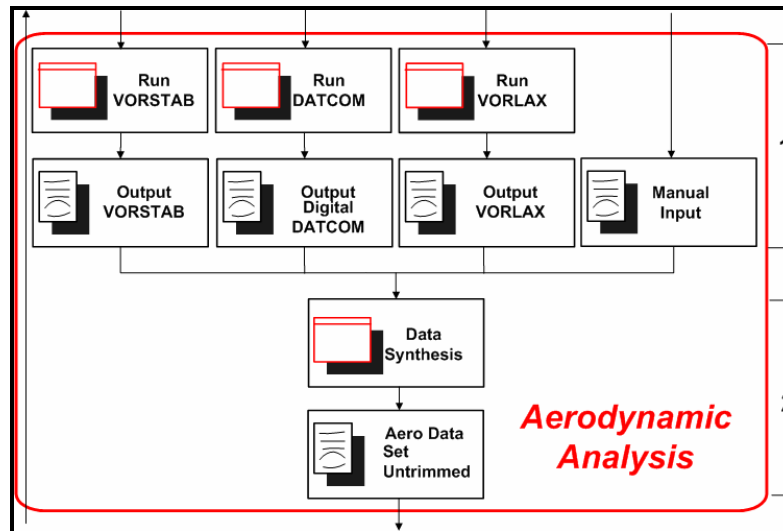 Run
VORSTAB
Run
DATCOM
Run
VORLAX
Output
VORSTAB
Output
Digital
DATCOM
Output
VORLAX
Manual
Input
Data
Synthesis
Aero Data
Set
Untrimmed
Aerodynamic
Analysis